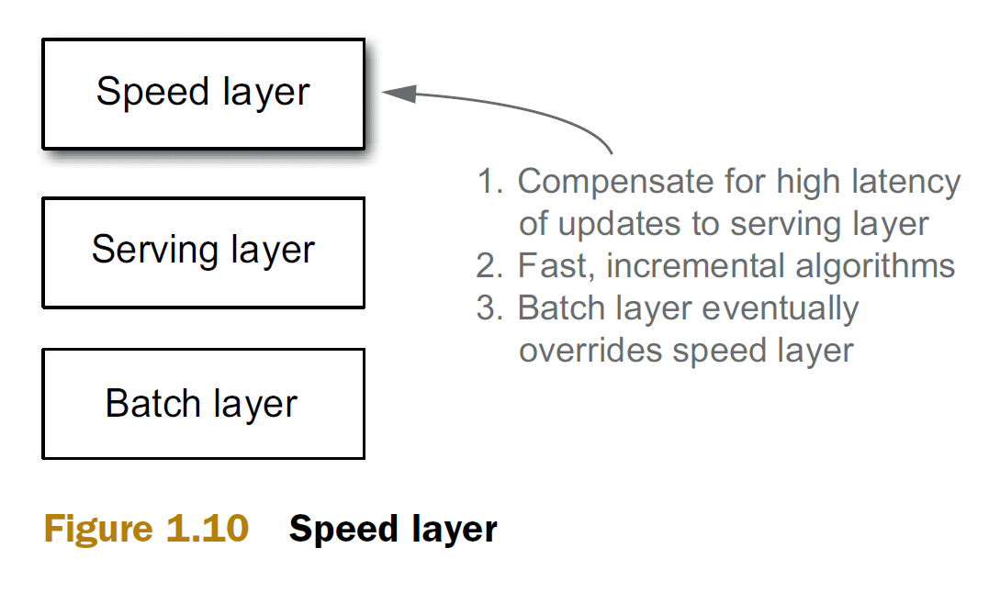 Speed layer
Serving layer
Batch layer
1. Compensate for high latency
of updates to serving layer
2. Fast, incremental algorithms
3. Batch layer eventually
overrides speed layer
Figure 1.10 Speed layer